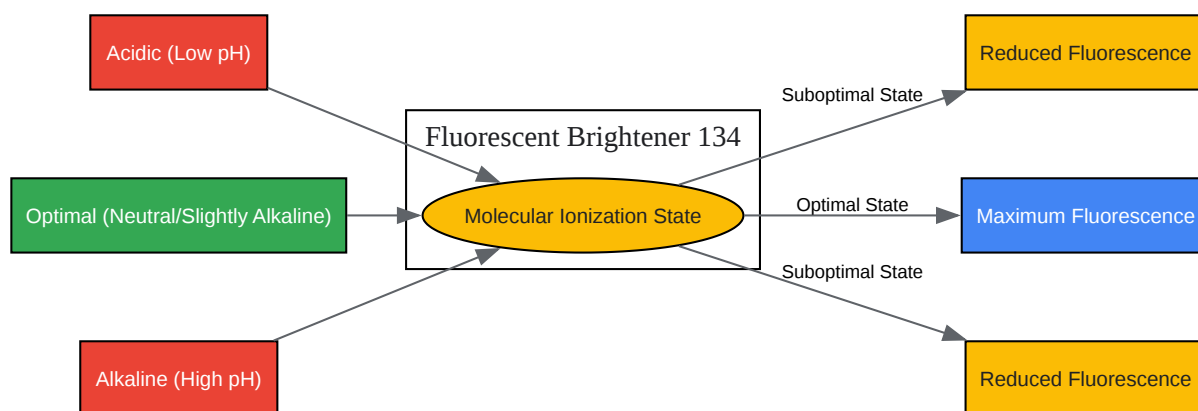 Acidic (Low pH)
Reduced Fluorescence
Suboptimal State
Fluorescent Brightener 134
Optimal (Neutral/Slightly Alkaline)
Molecular Ionization State
Optimal State
Maximum Fluorescence
Suboptimal State
Alkaline (High pH)
Reduced Fluorescence